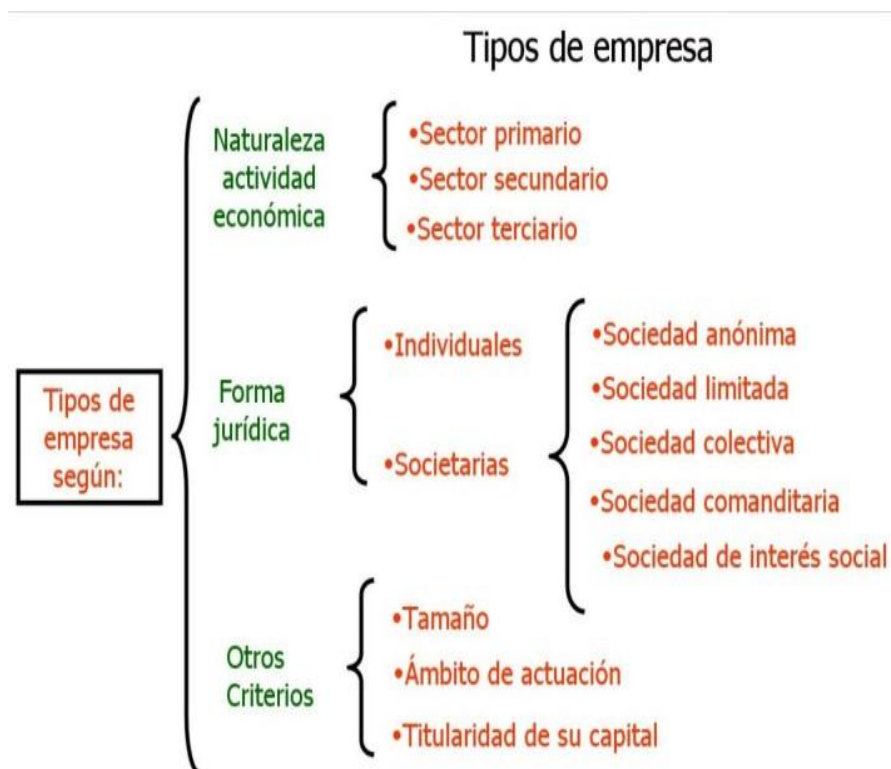 Tipos de empresa
Tipos de
empresa
según:
Naturaleza
actividad
económica
•Sector primario
•Sector secundario
•Sector terciario
Forma
jurídica
•Individuales
•Societarias
•Sociedad anónima
•Sociedad limitada
•Sociedad colectiva
•Sociedad comanditaria
•Sociedad de interés social
Otros
Criterios
•Tamaño
•Ámbito de actuación
•Titularidad de su capital